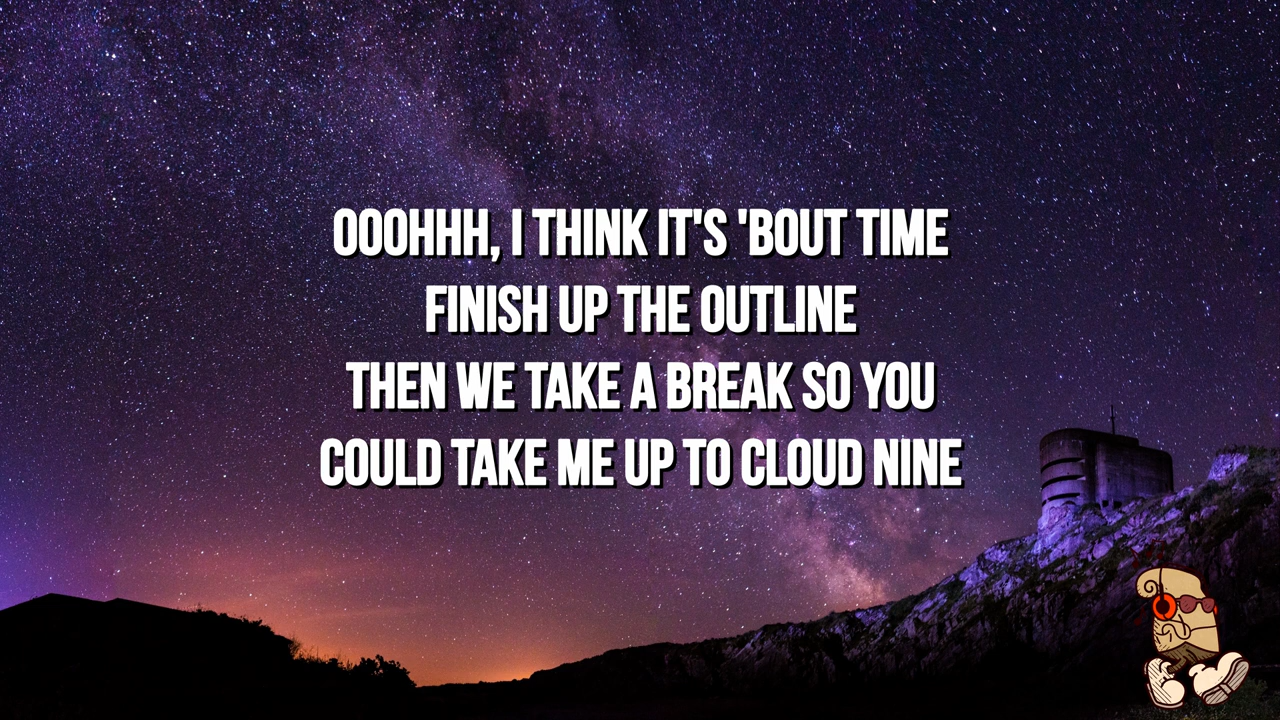 OOOHHH, I THINK IT'S 'BOUT TIME
FINISH UP THE OUTLINE
THEN WE TAKE A BREAK SO YOU
COULD TAKE ME UP TO CLOUD NINE